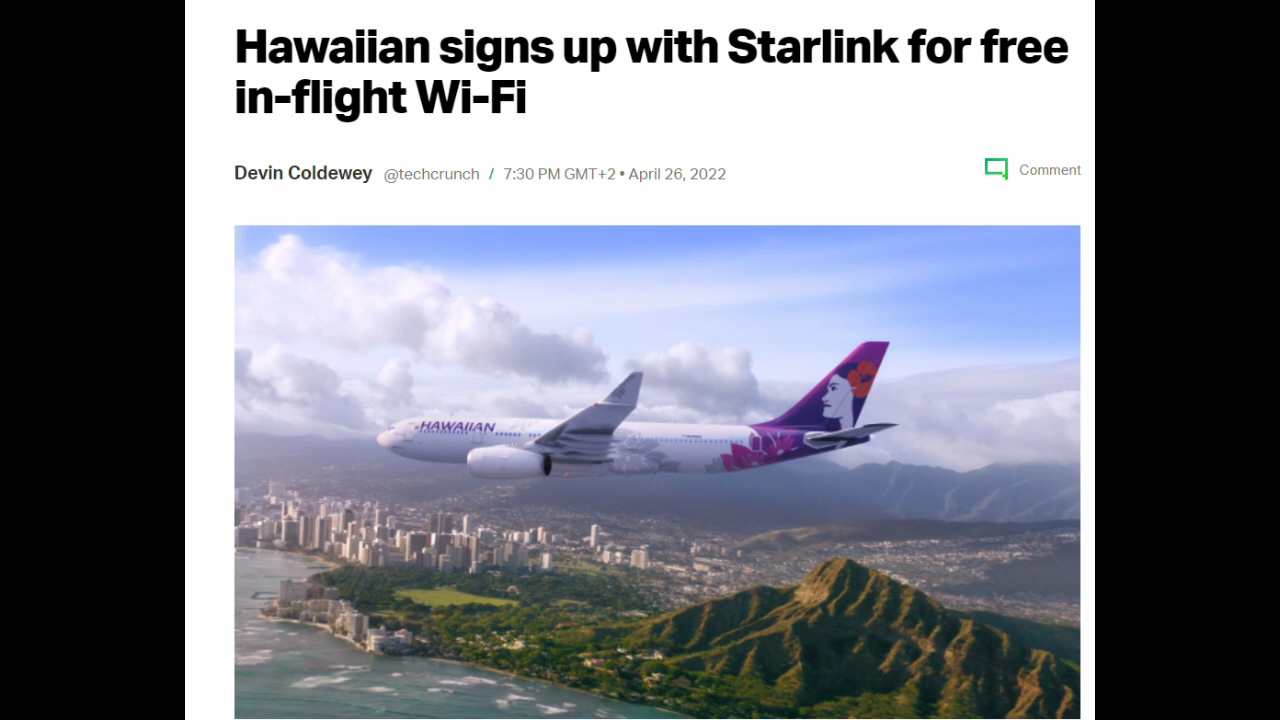 Hawaiian signs up with Starlink for free
in-flight Wi-Fi
Devin Coldewey @techcrunch / 7:30 PM GMT+2 • April 26, 2022
Comment
HAWAIIAN